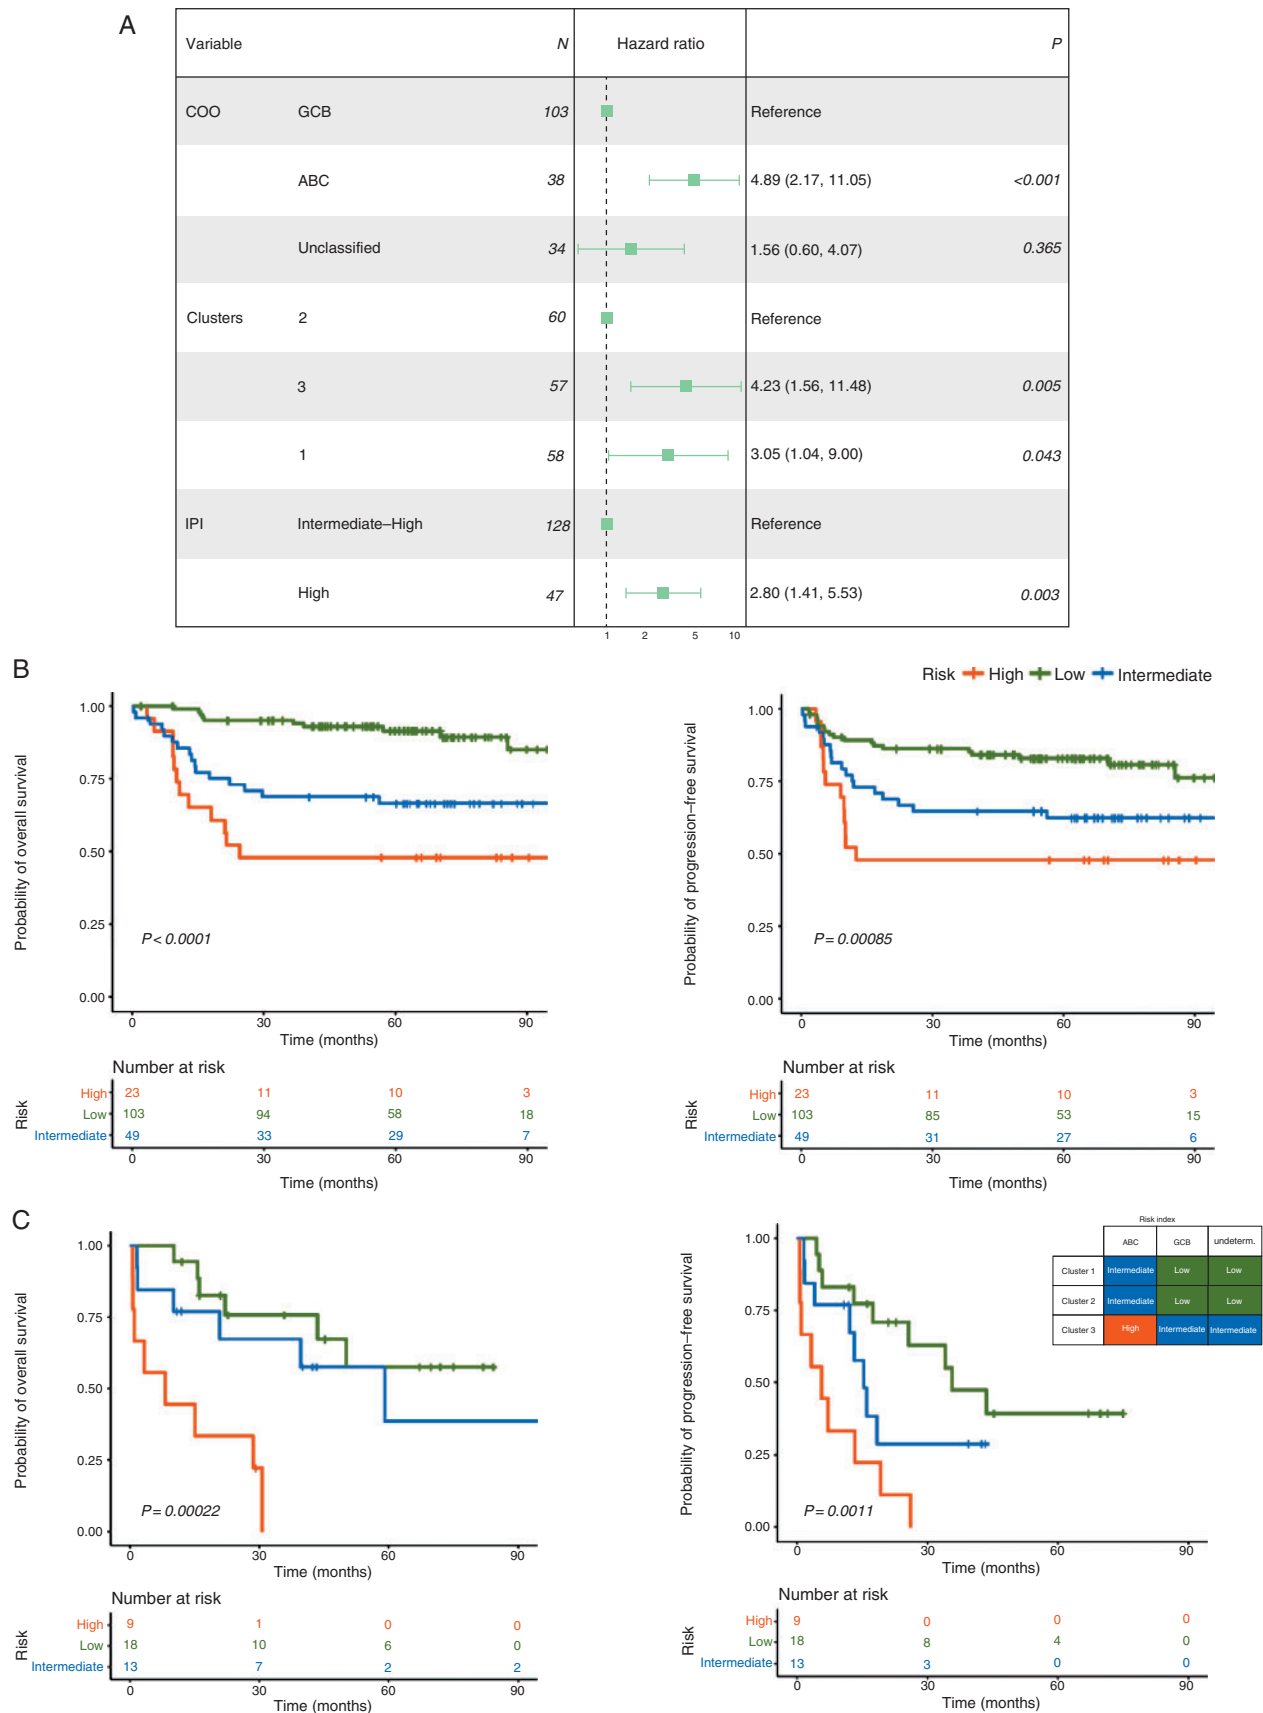 A
Variable N Hazard ratio P
COO GCB 103 Reference
ABC 38 4.89 (2.17, 11.05) <0.001
Unclassified 34 1.56 (0.60, 4.07) 0.365
Clusters 2 60 Reference
3 57 4.23 (1.56, 11.48) 0.005
1 58 3.05 (1.04, 9.00) 0.043
IPI Intermediate–High 128 Reference
High 47 2.80 (1.41, 5.53) 0.003
1 2 5 10
B
Risk High Low Intermediate
Probability of overall survival
1.00
0.75
0.50
0.25
0.00
P < 0.0001
0 30 60 90
Time (months)
Number at risk
Risk
High 23 11 10 3
Low 103 94 58 18
Intermediate 49 33 29 7
0 30 60 90
Time (months)
Probability of progression–free survival
1.00
0.75
0.50
0.25
0.00
P = 0.00085
0 30 60 90
Time (months)
Number at risk
Risk
High 23 11 10 3
Low 103 85 53 15
Intermediate 49 31 27 6
0 30 60 90
Time (months)
C
Probability of overall survival
1.00
0.75
0.50
0.25
0.00
P = 0.00022
0 30 60 90
Time (months)
Number at risk
Risk
High 9 1 0 0
Low 18 10 6 0
Intermediate 13 7 2 2
0 30 60 90
Time (months)
Probability of progression–free survival
1.00
0.75
0.50
0.25
0.00
P = 0.0011
0 30 60 90
Time (months)
Risk index
ABC GCB undeterm.
Cluster 1 Intermediate Low Low
Cluster 2 Intermediate Low Low
Cluster 3 High Intermediate Intermediate
Number at risk
Risk
High 9 0 0 0
Low 18 8 4 0
Intermediate 13 3 0 0
0 30 60 90
Time (months)